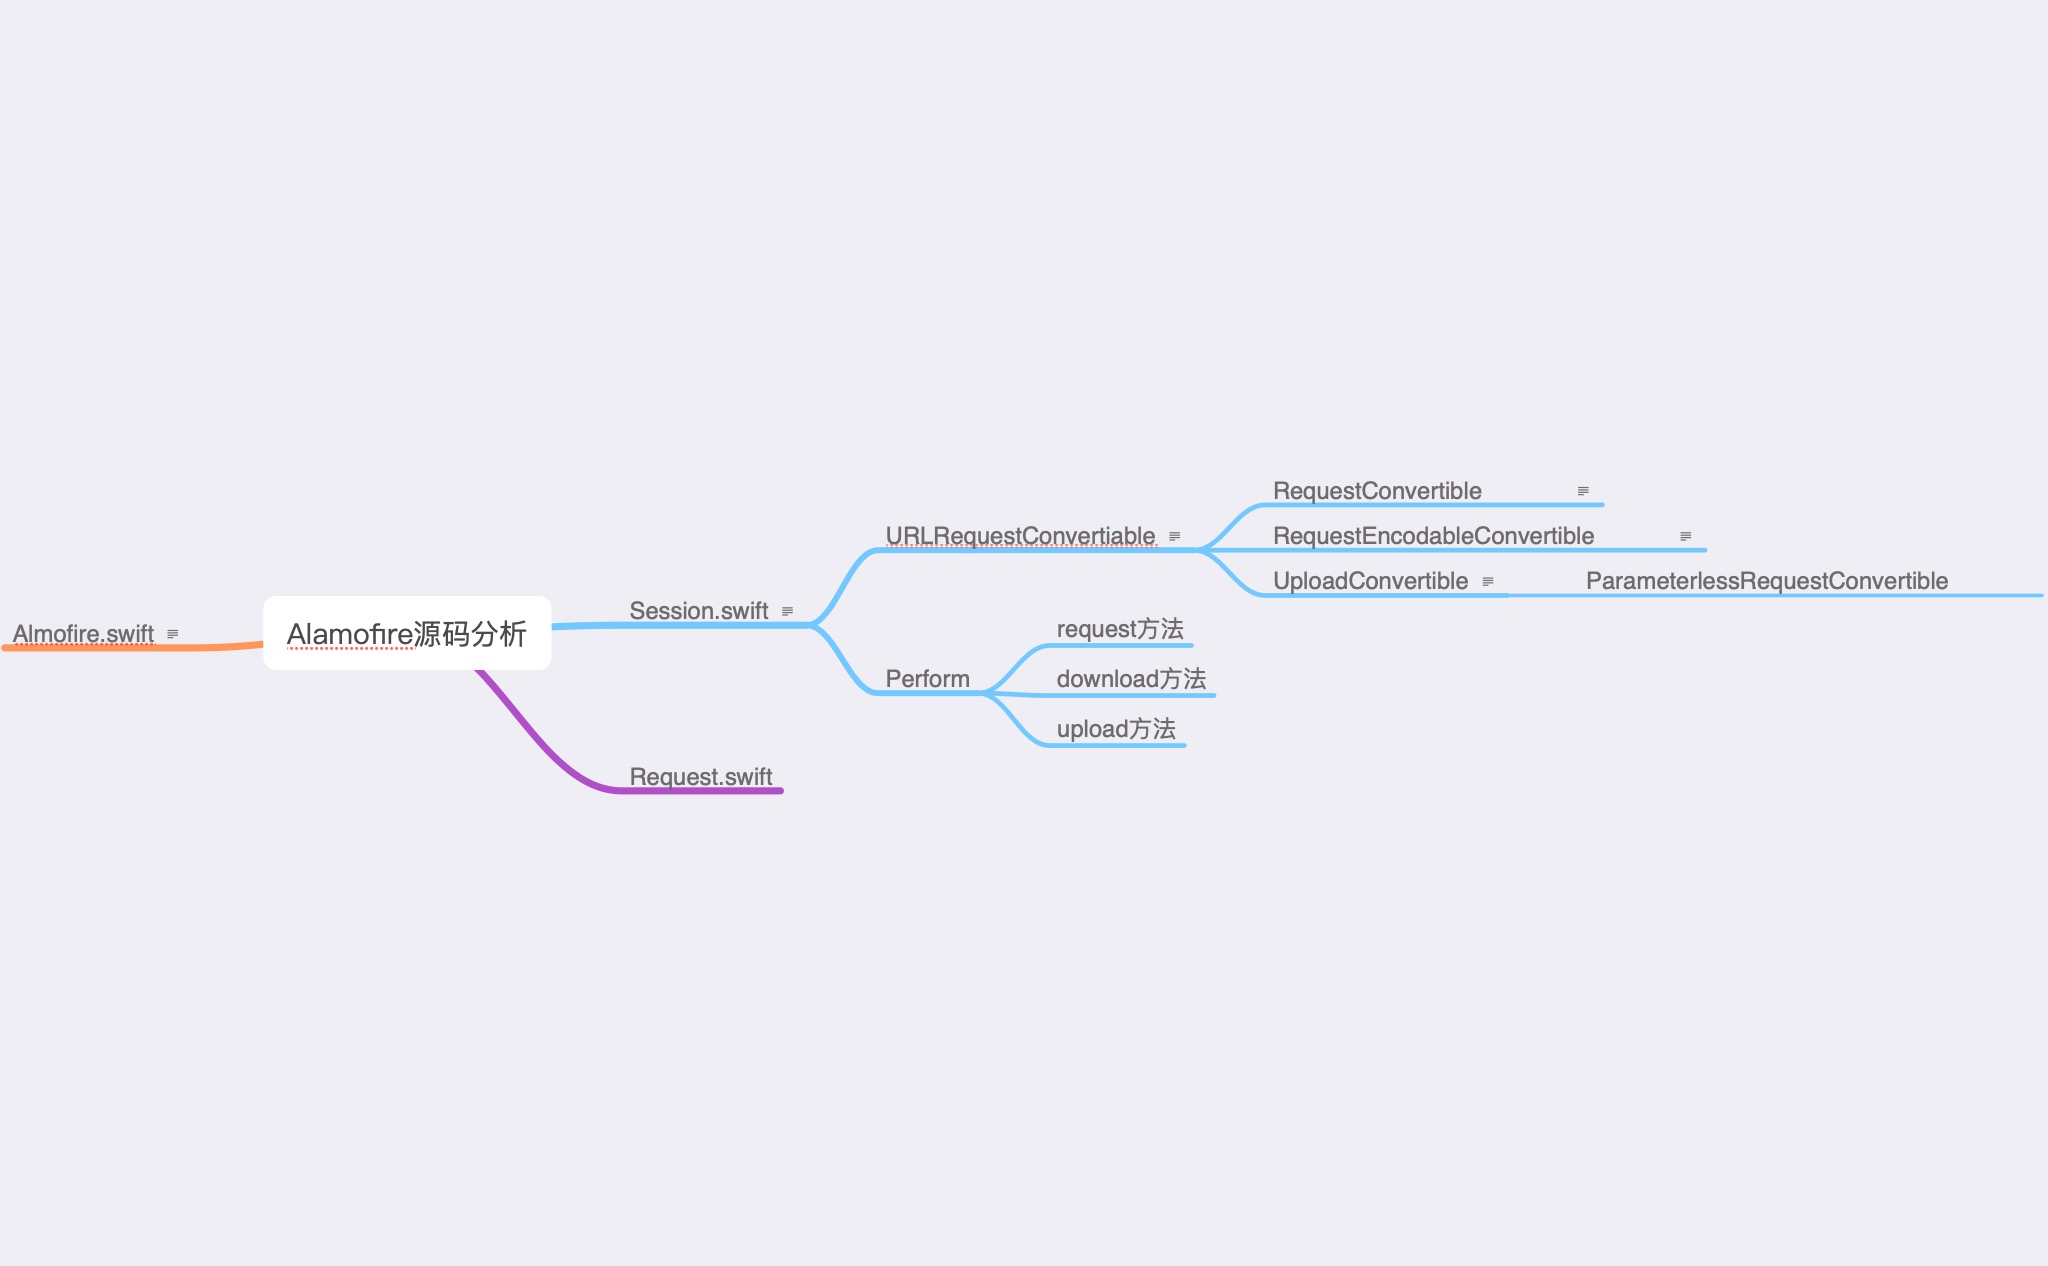 Almofire.swift
Alamofire源码分析
Session.swift
URLRequestConvertiable
RequestConvertible
RequestEncodableConvertible
UploadConvertible
ParameterlessRequestConvertible
Perform
request方法
download方法
upload方法
Request.swift